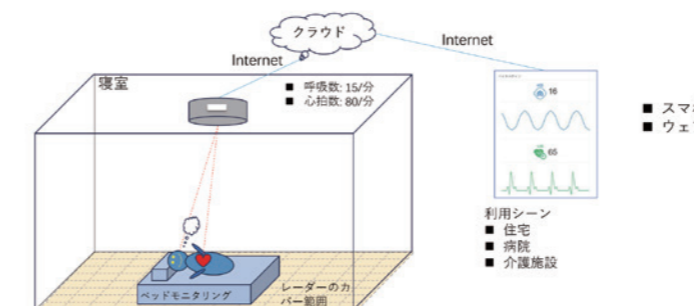 クラウド
Internet
Internet
寝室
■ 呼吸数: 15/分
■ 心拍数: 80/分
16
65
■ スマ
■ ウェ
利用シーン
■ 住宅
■ 病院
■ 介護施設
ベッドモニタリング
レーダーのカ
バー範囲